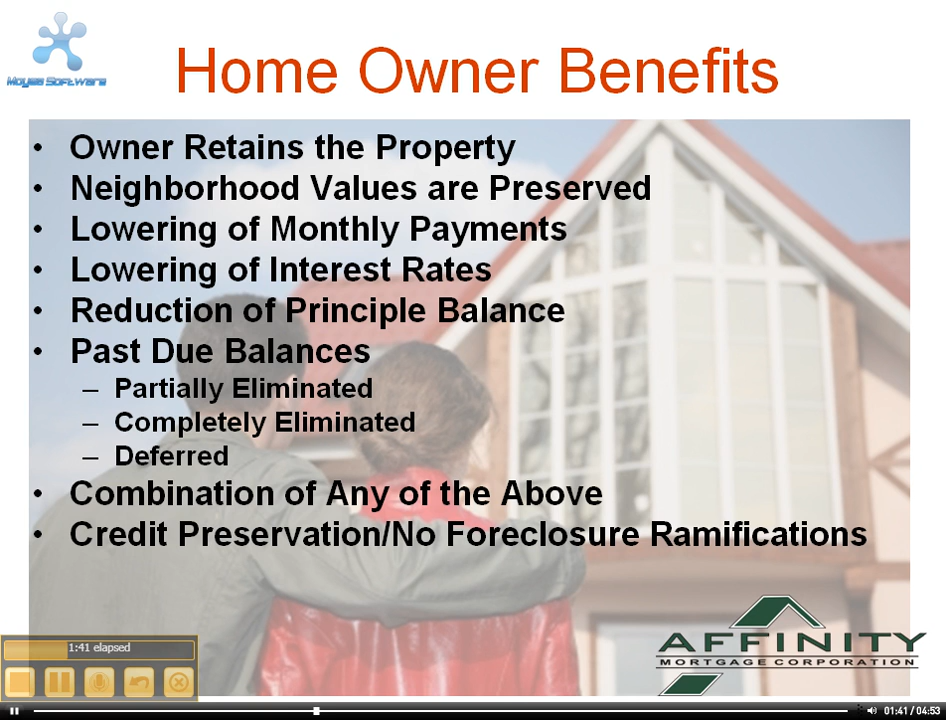 Moyea Software
Home Owner Benefits
• Owner Retains the Property
• Neighborhood Values are Preserved
• Lowering of Monthly Payments
• Lowering of Interest Rates
• Reduction of Principle Balance
• Past Due Balances
– Partially Eliminated
– Completely Eliminated
– Deferred
• Combination of Any of the Above
• Credit Preservation/No Foreclosure Ramifications
AFFINITY
MORTGAGE CORPORATION
1:41 elapsed
01:41 / 04:53